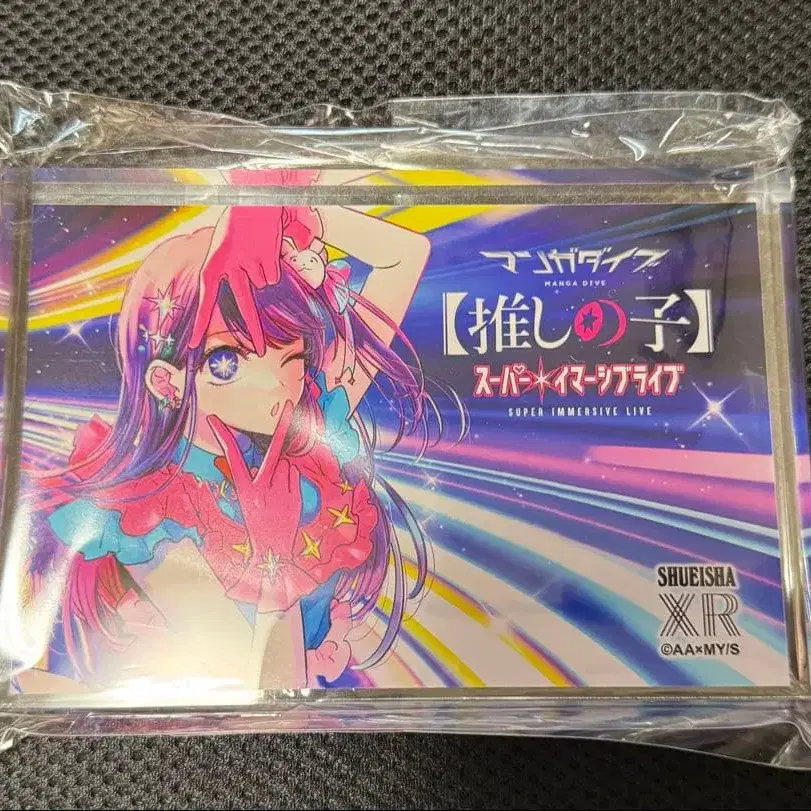 マンガダイブ
MANGA DIVE
【推しの子】
スーパー イマーシブライブ
SUPER IMMERSIVE LIVE
SHUEISHA
XR
©AA×MY/S